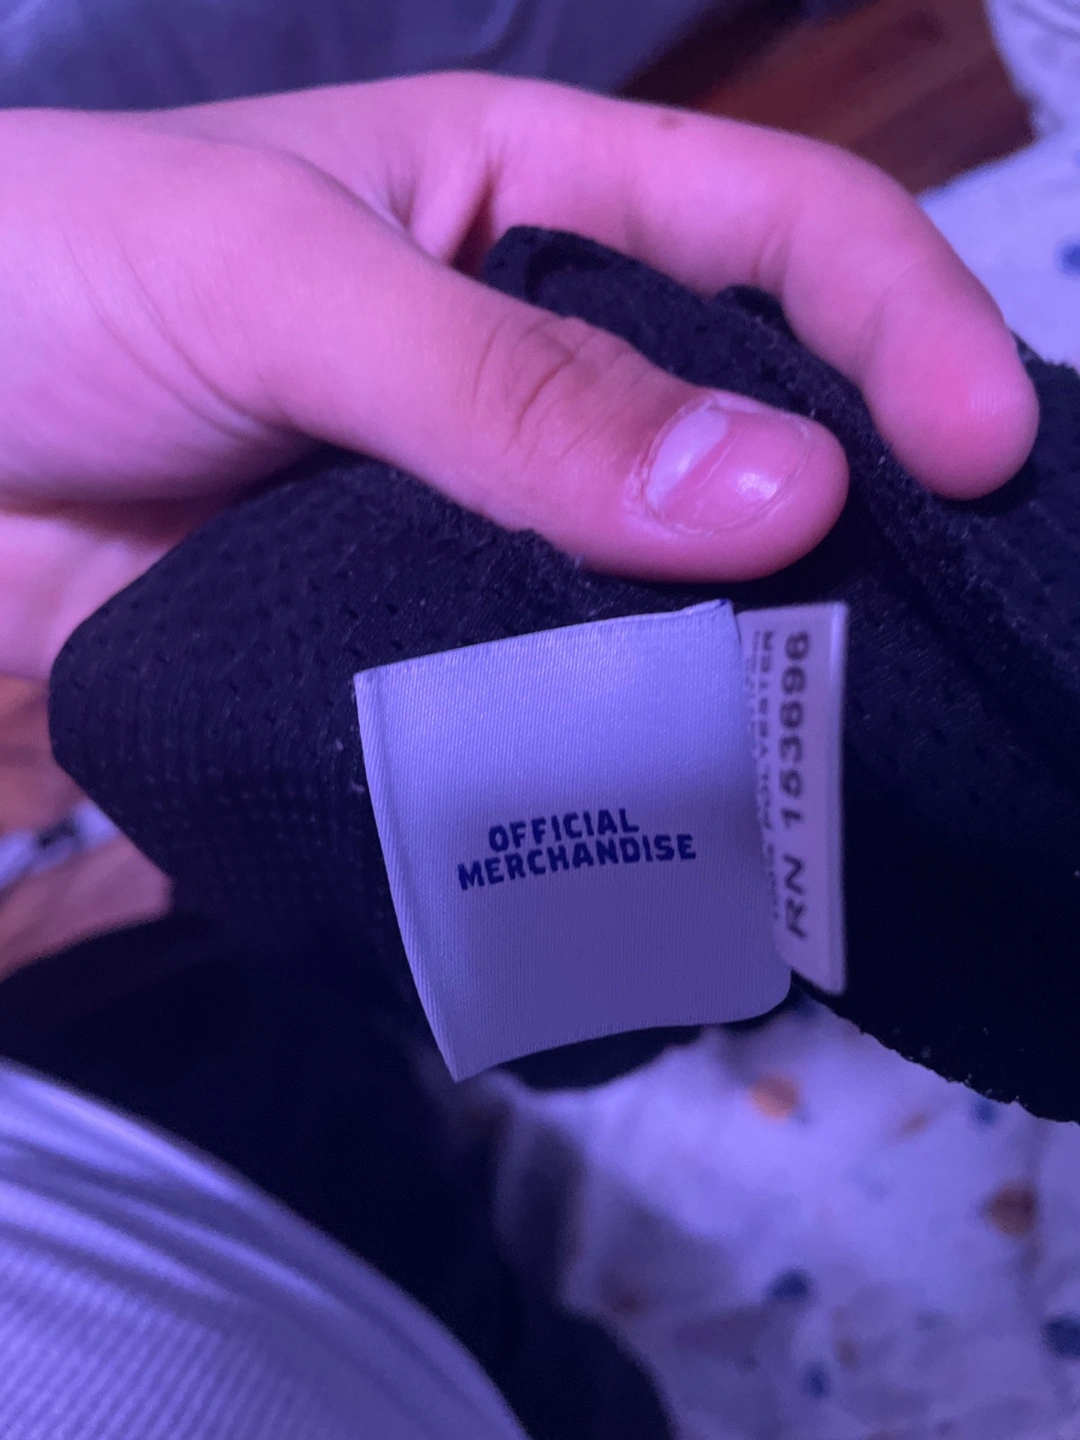 OFFICIAL
MERCHANDISE
RN 153696